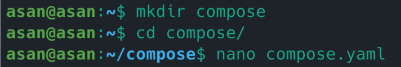 asan@asan:~$ mkdir compose
asan@asan:~$ cd compose/
asan@asan:~/compose$ nano compose.yaml